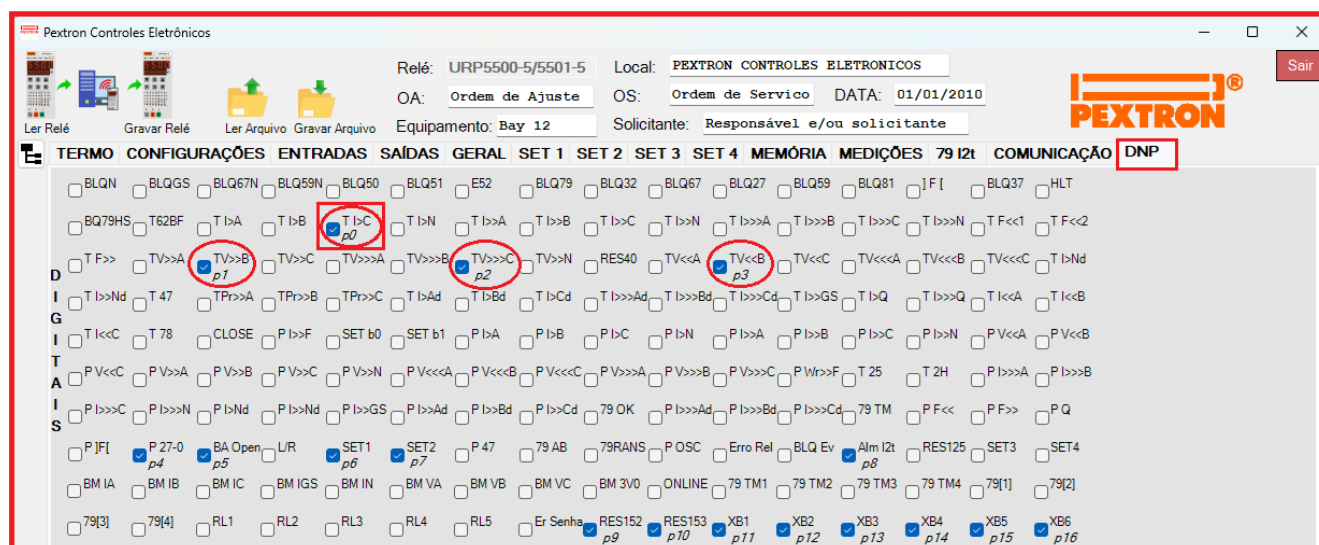 PEXTRON Pextron Controles Eletrônicos
Relé: URP5500-5/5501-5 Local: PEXTRON CONTROLES ELETRONICOS Sair
OA: Ordem de Ajuste OS: Ordem de Servico DATA: 01/01/2010
PEXTRON®
Ler Relé Gravar Relé Ler Arquivo Gravar Arquivo Equipamento: Bay 12 Solicitante: Responsável e/ou solicitante
TERMO CONFIGURAÇÕES ENTRADAS SAÍDAS GERAL SET 1 SET 2 SET 3 SET 4 MEMÓRIA MEDIÇÕES 79 I2t COMUNICAÇÃO DNP
DIGITAIS
BLQN BLQGS BLQ67N BLQ59N BLQ50 BLQ51 E52 BLQ79 BLQ32 BLQ67 BLQ27 BLQ59 BLQ81 ] F [ BLQ37 HLT
BQ79HS T62BF T I>A T I>B T I>C T I>N T I>>A T I>>B T I>>C T I>>N T I>>>A T I>>>B T I>>>C T I>>>N T F<<1 T F<<2
p0
T F>> TV>>A TV>>B TV>>C TV>>>A TV>>>B TV>>>C TV>>N RES40 TV<<A TV<<B TV<<C TV<<<A TV<<<B TV<<<C T I>Nd
p1 p2 p3
T I>>Nd T 47 TPr>>A TPr>>B TPr>>C T I>Ad T I>Bd T I>Cd T I>>>Ad T I>>>Bd T I>>>Cd T I>>GS T I>Q T I>>>Q T I<<A T I<<B
T I<<C T 78 CLOSE P I>>F SET b0 SET b1 P I>A P I>B P I>C P I>N P I>>A P I>>B P I>>C P I>>N P V<<A P V<<B
P V<<C P V>>A P V>>B P V>>C P V>>N P V<<<A P V<<<B P V<<<C P V>>>A P V>>>B P V>>>C P Wr>>F T 25 T 2H P I>>>A P I>>>B
P I>>>C P I>>>N P I>Nd P I>>Nd P I>>GS P I>>Ad P I>>Bd P I>>Cd 79 OK P I>>>Ad P I>>>Bd P I>>>Cd 79 TM P F<< P F>> P Q
P ]F[ P 27-0 BA Open L/R SET1 SET2 P 47 79 AB 79RANS P OSC Erro Rel BLQ Ev Alm I2t RES125 SET3 SET4
p4 p5 p6 p7 p8
BM IA BM IB BM IC BM IGS BM IN BM VA BM VB BM VC BM 3V0 ONLINE 79 TM1 79 TM2 79 TM3 79 TM4 79[1] 79[2]
79[3] 79[4] RL1 RL2 RL3 RL4 RL5 Er Senha RES152 RES153 XB1 XB2 XB3 XB4 XB5 XB6
p9 p10 p11 p12 p13 p14 p15 p16